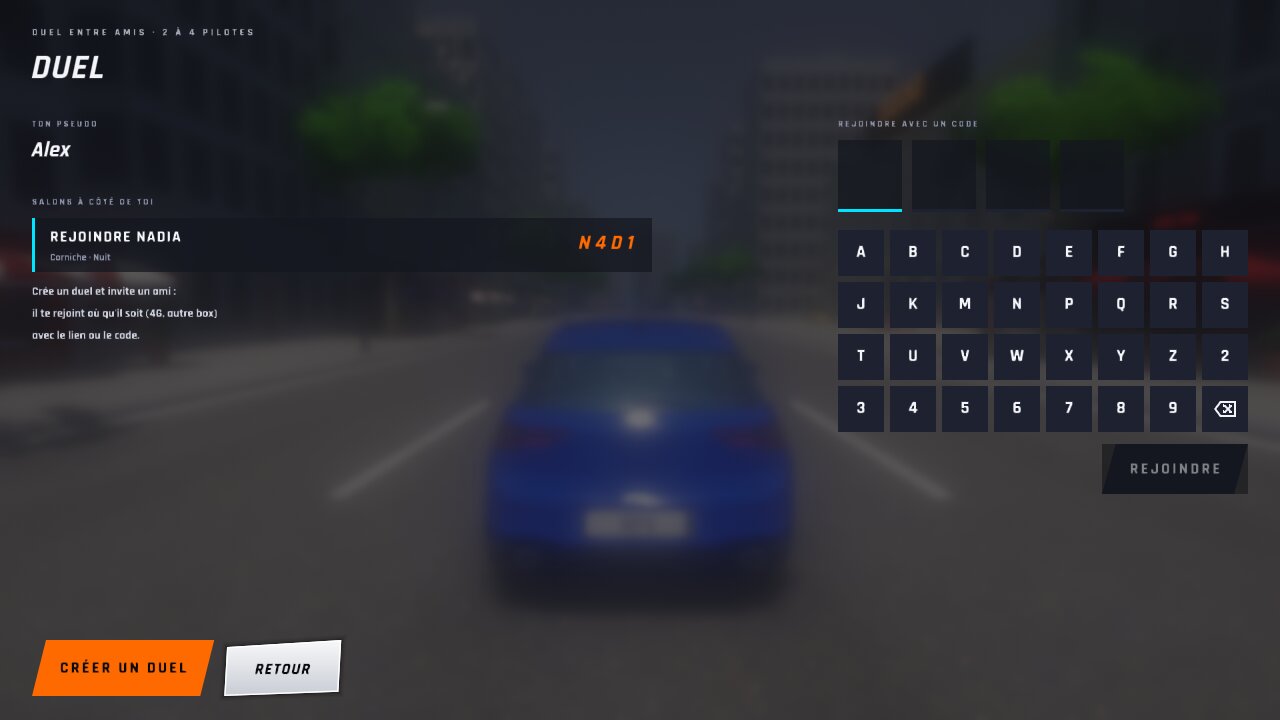 DUEL ENTRE AMIS · 2 À 4 PILOTES
DUEL
TON PSEUDO
Alex
SALONS À CÔTÉ DE TOI
REJOINDRE NADIA
N4D1
Corniche · Nuit
Crée un duel et invite un ami :
il te rejoint où qu'il soit (4G, autre box)
avec le lien ou le code.
REJOINDRE AVEC UN CODE
A B C D E F G H
J K M N P Q R S
T U V W X Y Z 2
3 4 5 6 7 8 9
REJOINDRE
CRÉER UN DUEL
RETOUR